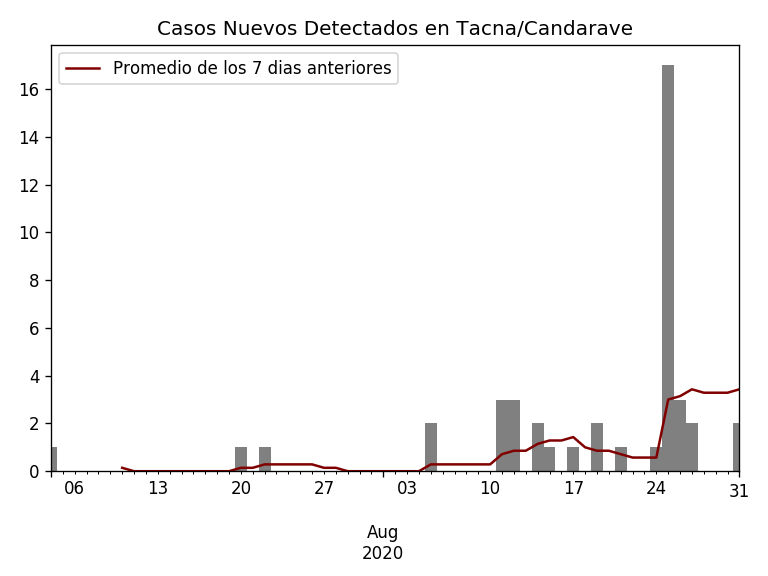 Casos Nuevos Detectados en Tacna/Candarave
Promedio de los 7 dias anteriores
16
14
12
10
8
6
4
2
0
06 13 20 27 03 10 17 24 31
Aug
2020